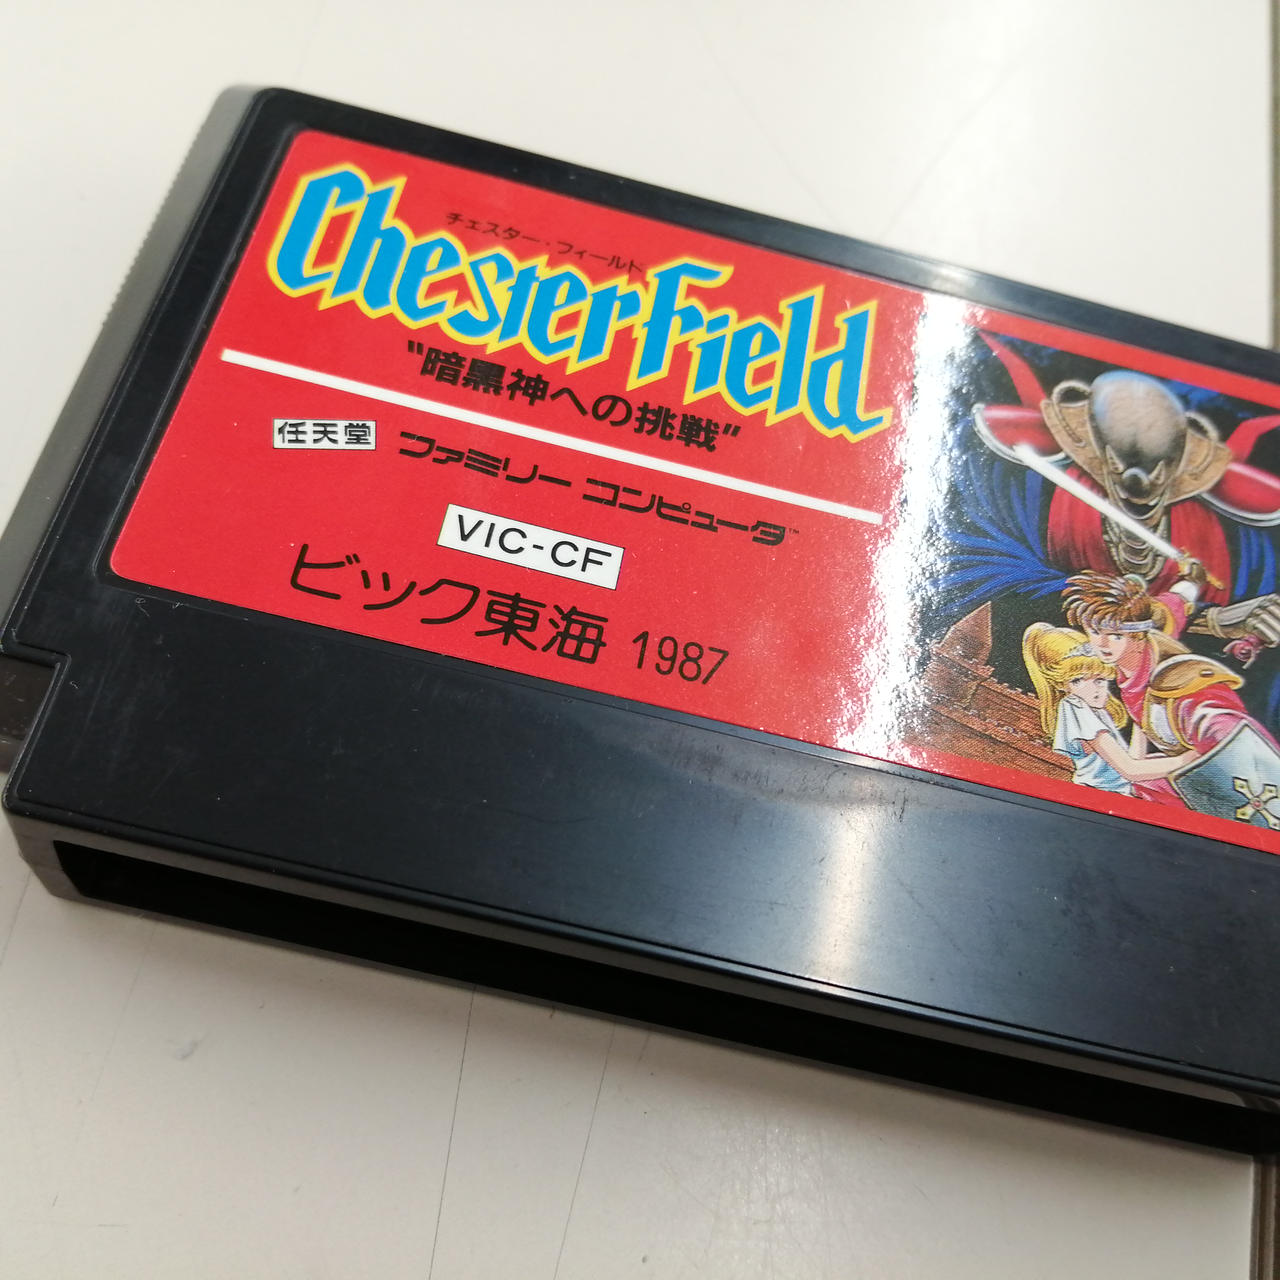 チェスター・フィールド
Chester Field
"暗黒神への挑戦"
任天堂 ファミリー コンピュータ™
VIC-CF
ビック東海 1987